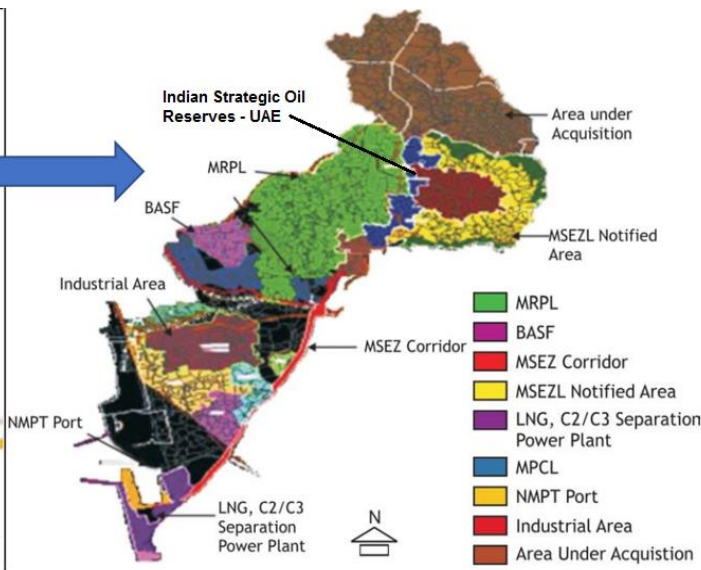 Indian Strategic Oil
Reserves - UAE
Area under
Acquisition
MRPL
BASF
MSEZL Notified
Area
Industrial Area
MSEZ Corridor
NMPT Port
LNG, C2/C3
Separation
Power Plant
N
MRPL
BASF
MSEZ Corridor
MSEZL Notified Area
LNG, C2/C3 Separation
Power Plant
MPCL
NMPT Port
Industrial Area
Area Under Acquistion